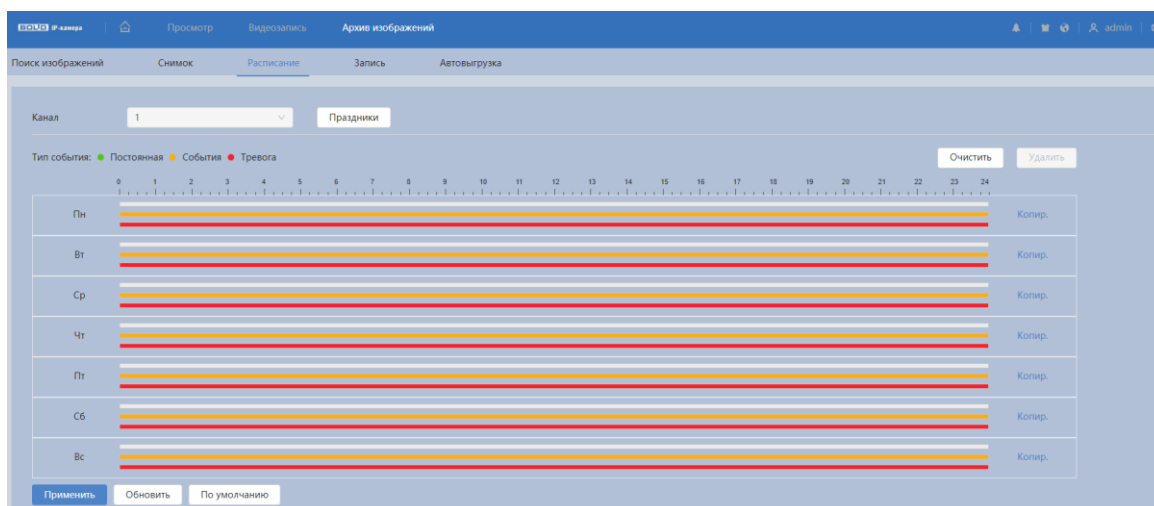 BOLID IP-камера Просмотр Видеозапись Архив изображений admin
Поиск изображений Снимок Расписание Запись Автовыгрузка
Канал 1 Праздники
Тип события: Постоянная События Тревога Очистить Удалить
0 1 2 3 4 5 6 7 8 9 10 11 12 13 14 15 16 17 18 19 20 21 22 23 24
Пн Копир.
Вт Копир.
Ср Копир.
Чт Копир.
Пт Копир.
Сб Копир.
Вс Копир.
Применить Обновить По умолчанию